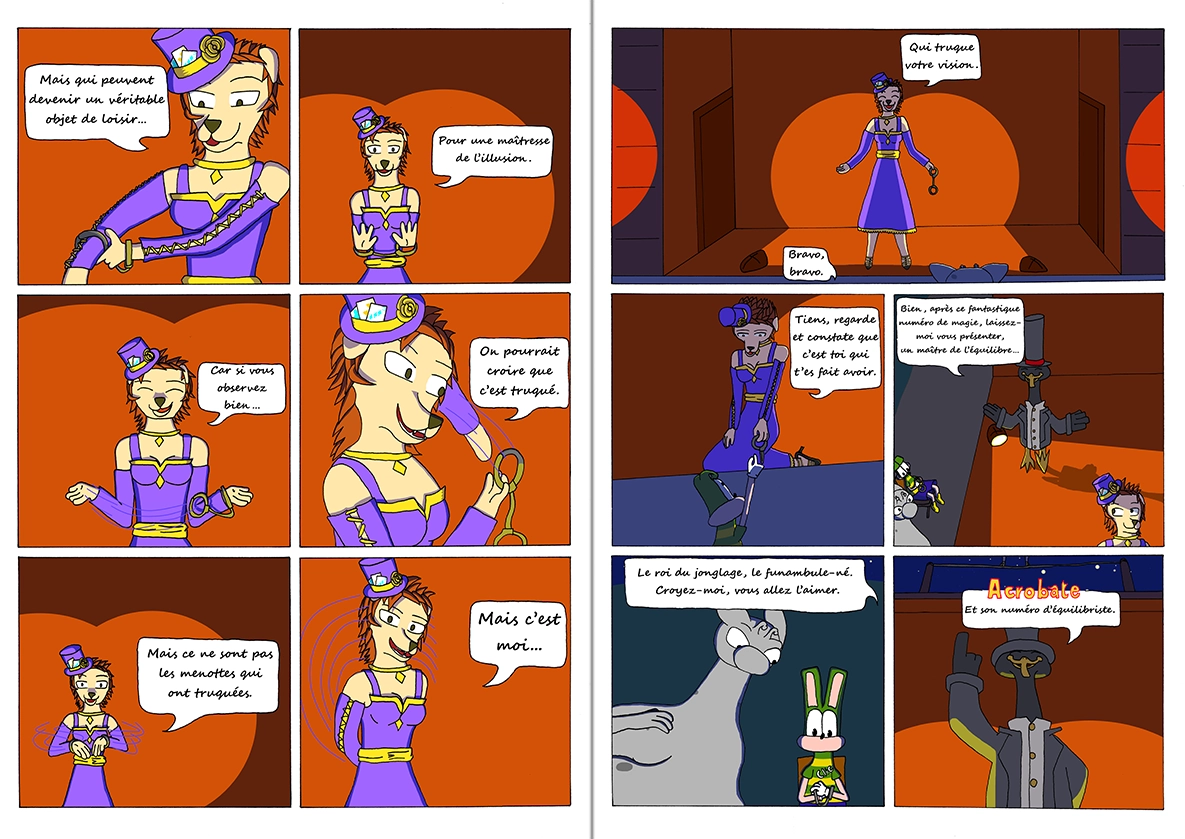 Mais qui peuvent
devenir un véritable
objet de loisir...
Pour une maîtresse
de l'illusion.
Car si vous
observez
bien...
On pourrait
croire que
c'est truqué.
Mais ce ne sont pas
les menottes qui
ont truquées.
Mais c'est
moi...
Qui truque
votre vision.
Bravo,
bravo.
Tiens, regarde
et constate que
c'est toi qui
t'es fait avoir.
Bien, après ce fantastique
numéro de magie, laissez-
moi vous présenter,
un maître de l'équilibre...
Le roi du jonglage, le funambule-né.
Croyez-moi, vous allez l'aimer.
Acrobate
Et son numéro d'équilibriste.